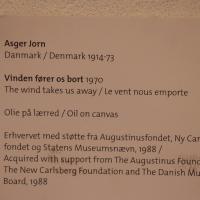 Asger Jorn
Danmark / Denmark 1914-73
Vinden fører os bort 1970
The wind takes us away / Le vent nous emporte
Olie på lærred / Oil on canvas
Erhvervet med støtte fra Augustinusfondet, Ny Car
fondet og Statens Museumsnævn, 1988 /
Acquired with support from The Augustinus Found
The New Carlsberg Foundation and The Danish Mu
Board, 1988